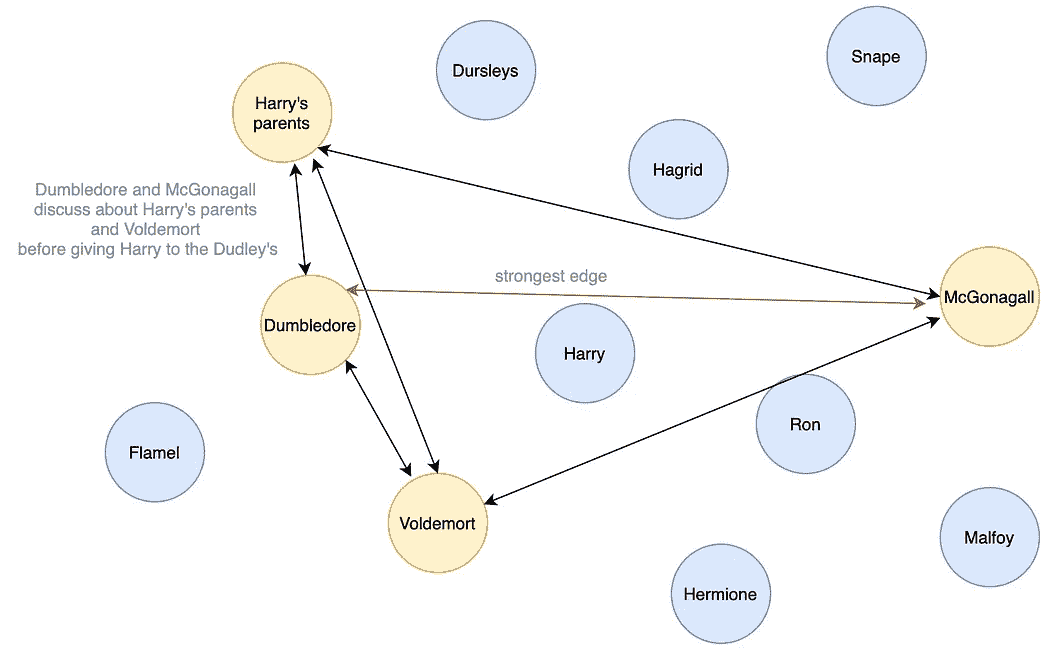 Snape
Dursleys
Harry's
parents
Hagrid
Dumbledore and McGonagall
discuss about Harry's parents
and Voldemort
before giving Harry to the Dudley's
strongest edge
McGonagall
Dumbledore
Harry
Ron
Flamel
Voldemort
Malfoy
Hermione